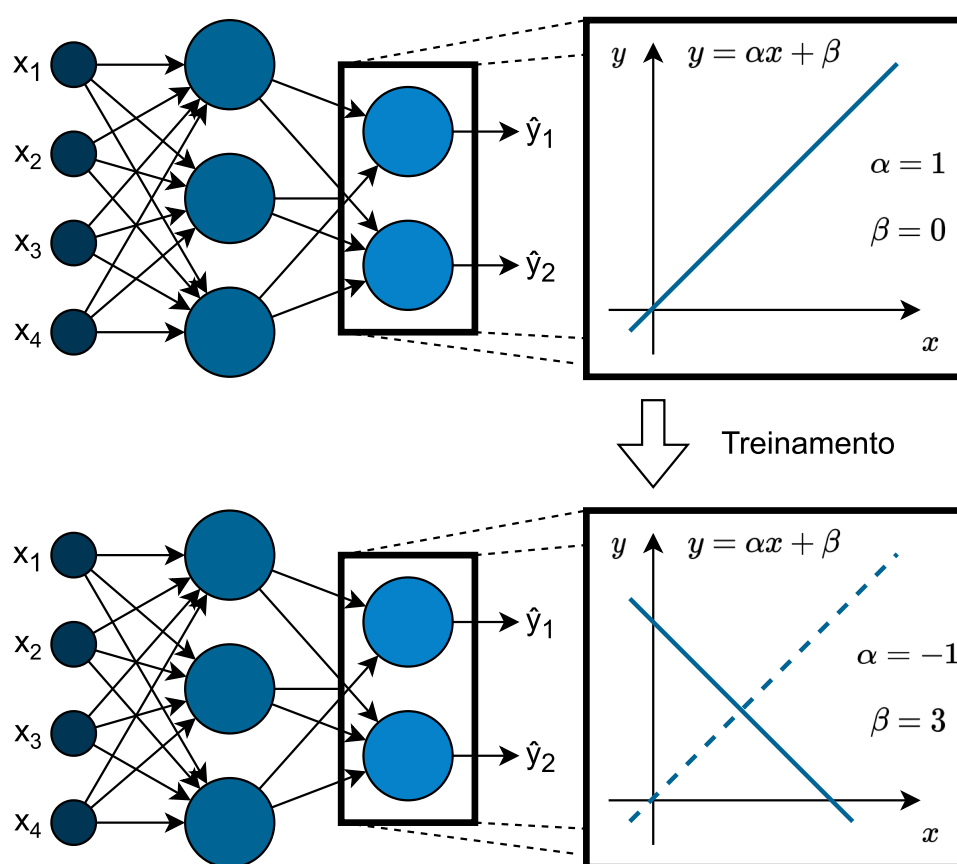 x₁
x₂
x₃
x₄
ŷ₁
ŷ₂
y y = αx + β
α = 1
β = 0
x
Treinamento
x₁
x₂
x₃
x₄
ŷ₁
ŷ₂
y y = αx + β
α = −1
β = 3
x